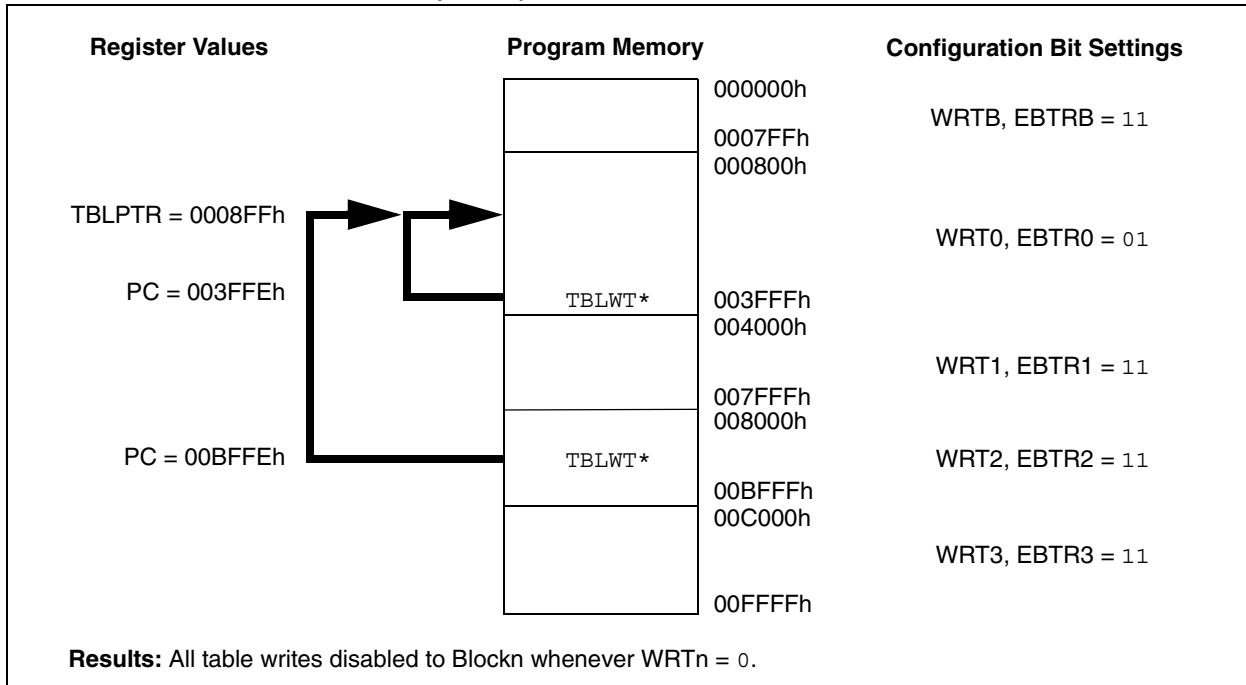 Register Values
Program Memory
Configuration Bit Settings
000000h
WRTB, EBTRB = 11
0007FFh
000800h
TBLPTR = 0008FFh
WRT0, EBTR0 = 01
PC = 003FFEh
TBLWT*
003FFFh
004000h
WRT1, EBTR1 = 11
007FFFh
008000h
PC = 00BFFEh
TBLWT*
WRT2, EBTR2 = 11
00BFFFh
00C000h
WRT3, EBTR3 = 11
00FFFFh
Results: All table writes disabled to Blockn whenever WRTn = 0.